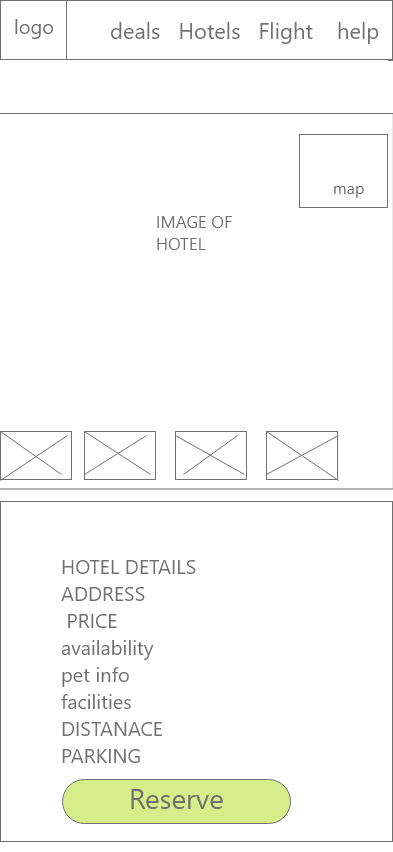 logo
deals Hotels Flight help
map
IMAGE OF
HOTEL
HOTEL DETAILS
ADDRESS
PRICE
availability
pet info
facilities
DISTANACE
PARKING
Reserve